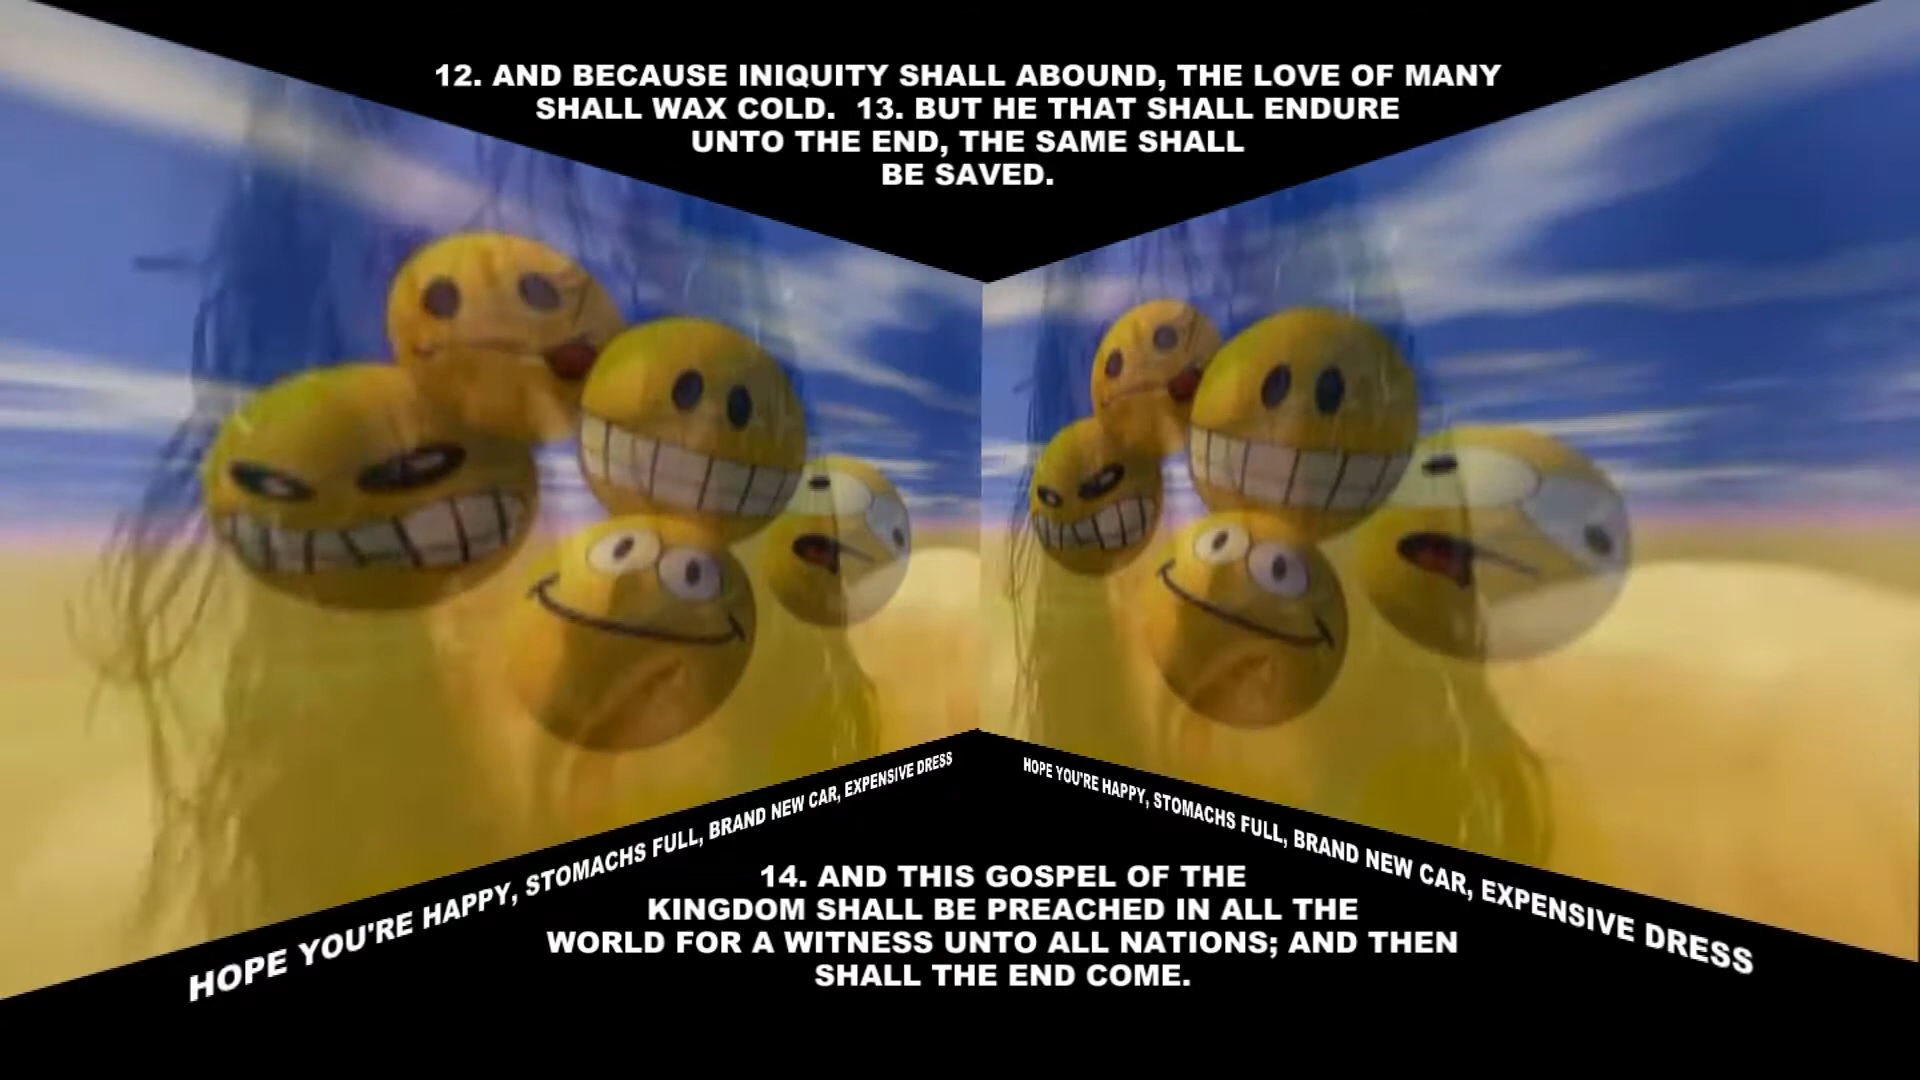 12. AND BECAUSE INIQUITY SHALL ABOUND, THE LOVE OF MANY
SHALL WAX COLD.  13. BUT HE THAT SHALL ENDURE
UNTO THE END, THE SAME SHALL
BE SAVED.
HOPE YOU'RE HAPPY, STOMACHS FULL, BRAND NEW CAR, EXPENSIVE DRESS
HOPE YOU'RE HAPPY, STOMACHS FULL, BRAND NEW CAR, EXPENSIVE DRESS
14. AND THIS GOSPEL OF THE
KINGDOM SHALL BE PREACHED IN ALL THE
WORLD FOR A WITNESS UNTO ALL NATIONS; AND THEN
SHALL THE END COME.